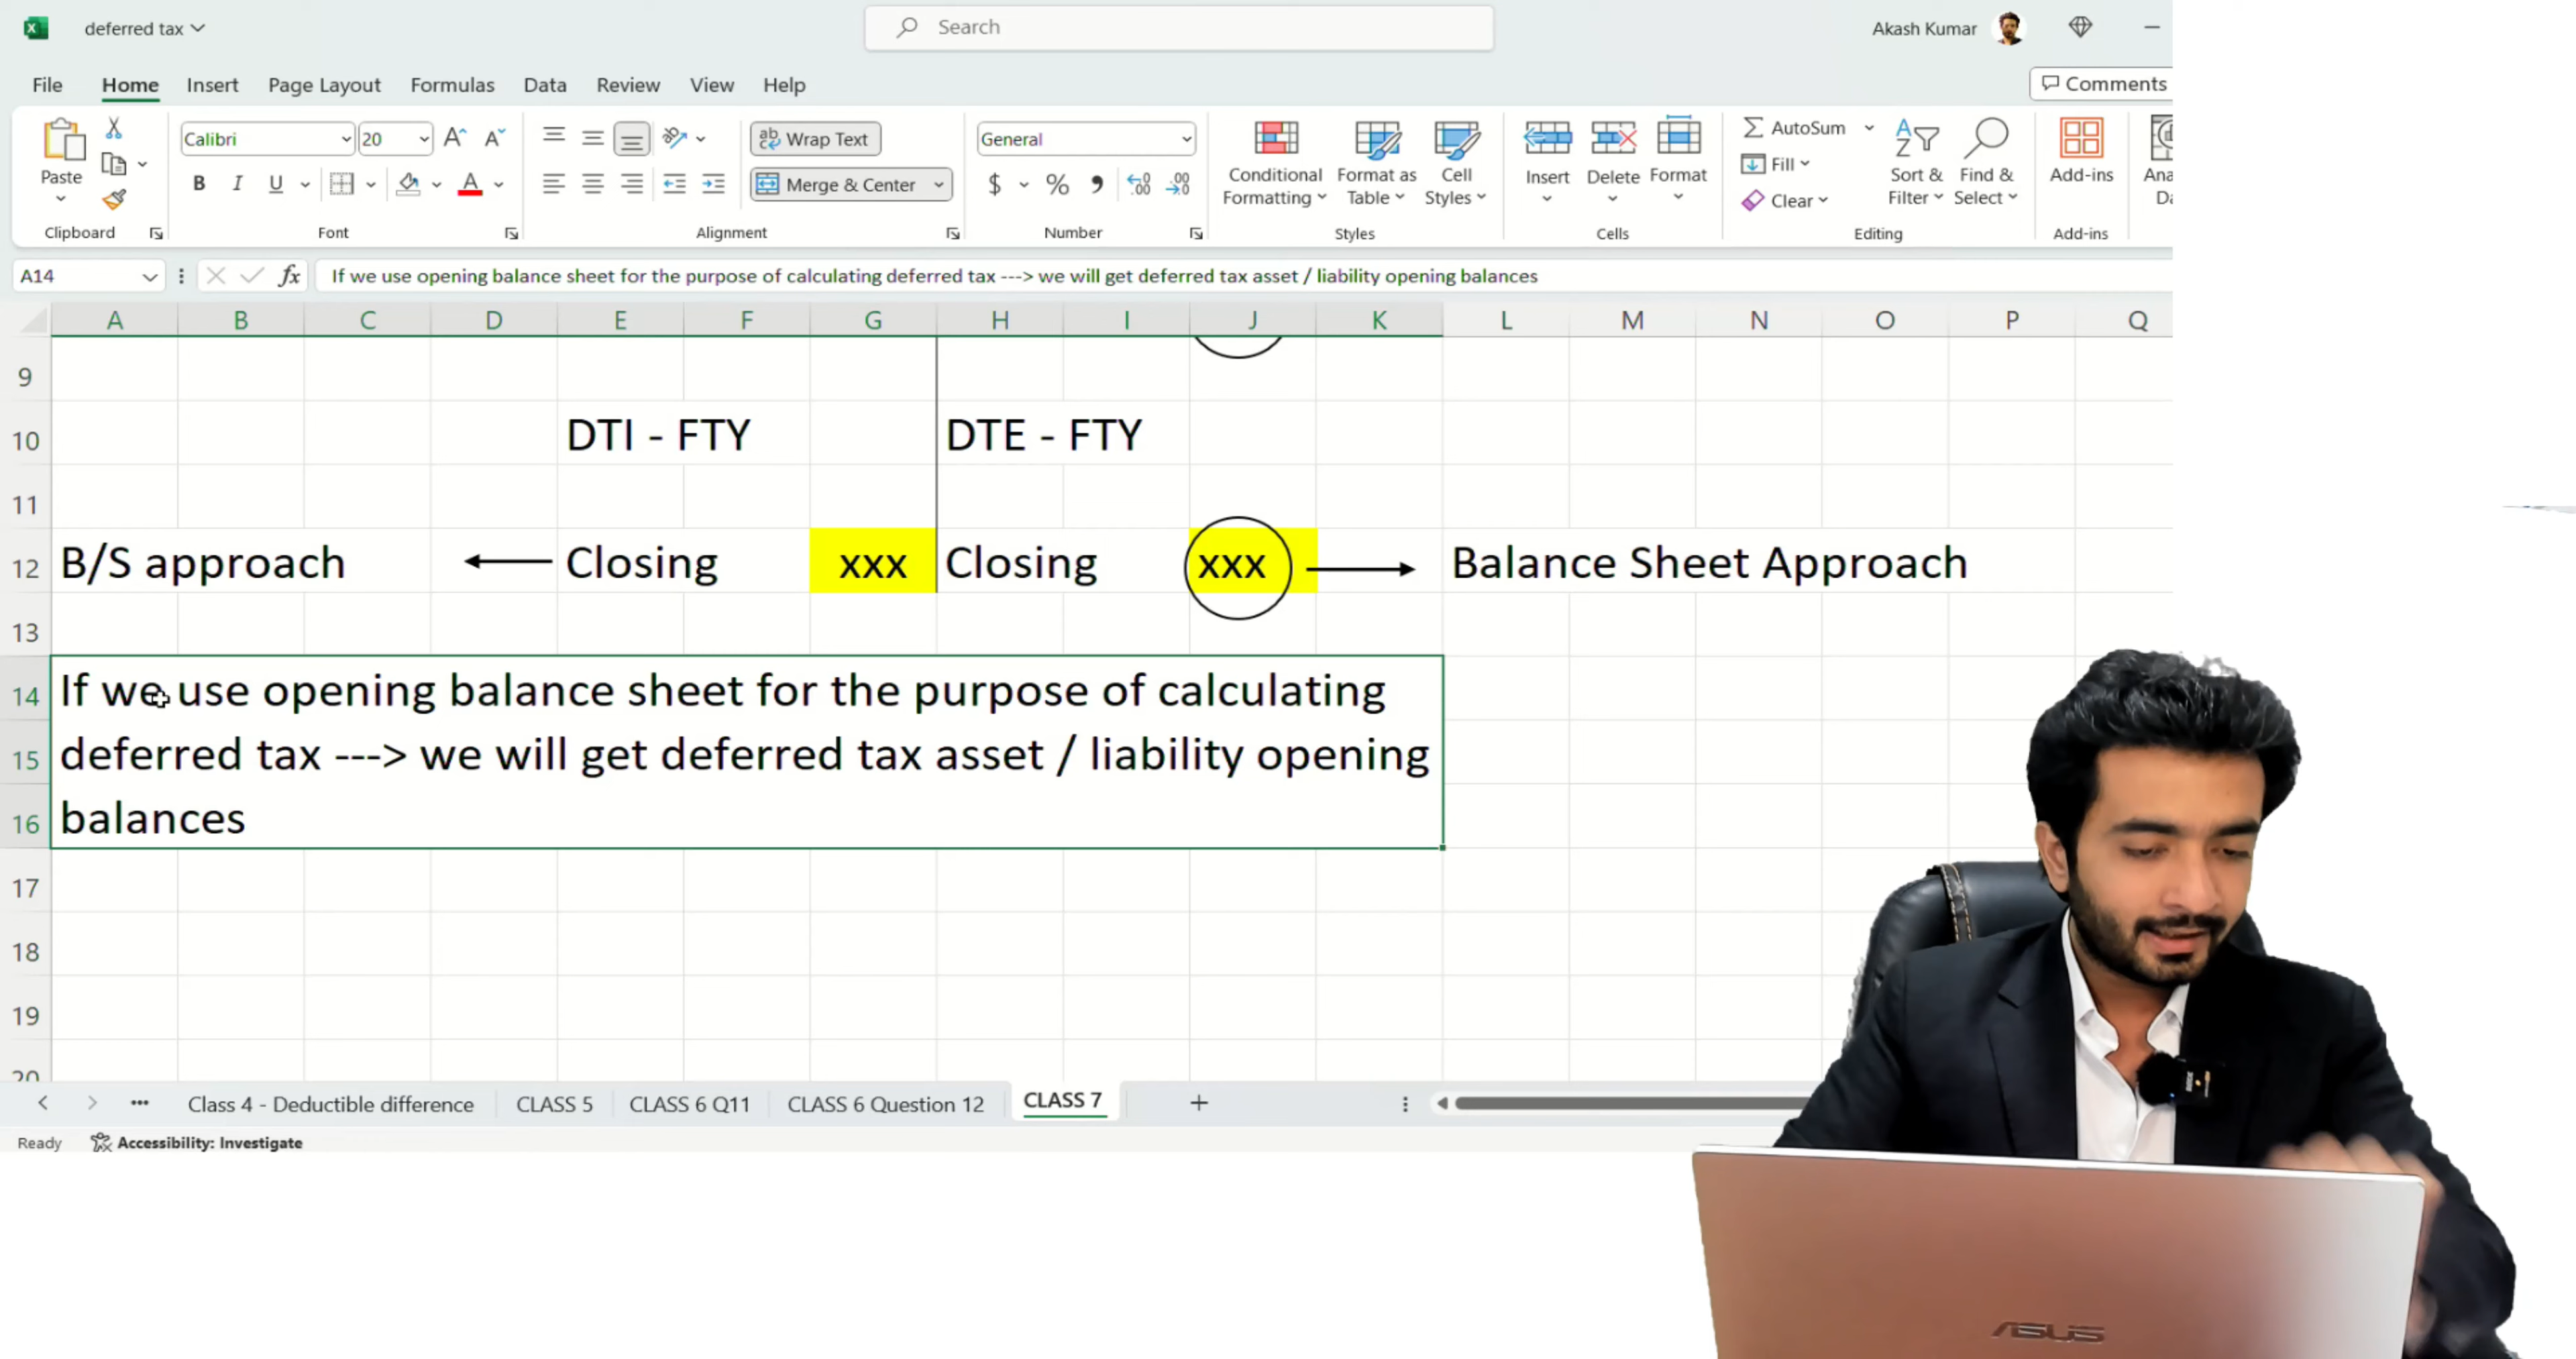 deferred tax
Search
Akash Kumar
File Home Insert Page Layout Formulas Data Review View Help
Comments
Calibri 20 Wrap Text General AutoSum
Paste Conditional Format as Cell Insert Delete Format Fill Sort & Find & Add-ins
B I U Merge & Center $ % Formatting Table Styles Clear Filter Select
Clipboard Font Alignment Number Styles Cells Editing Add-ins
A14 fx If we use opening balance sheet for the purpose of calculating deferred tax ---> we will get deferred tax asset / liability opening balances
A B C D E F G H I J K L M N O P Q
9
10 DTI - FTY DTE - FTY
11
12 B/S approach Closing xxx Closing xxx Balance Sheet Approach
13
14 If we use opening balance sheet for the purpose of calculating
15 deferred tax ---> we will get deferred tax asset / liability opening
16 balances
17
18
19
20
Class 4 - Deductible difference CLASS 5 CLASS 6 Q11 CLASS 6 Question 12 CLASS 7
Ready Accessibility: Investigate
ASUS